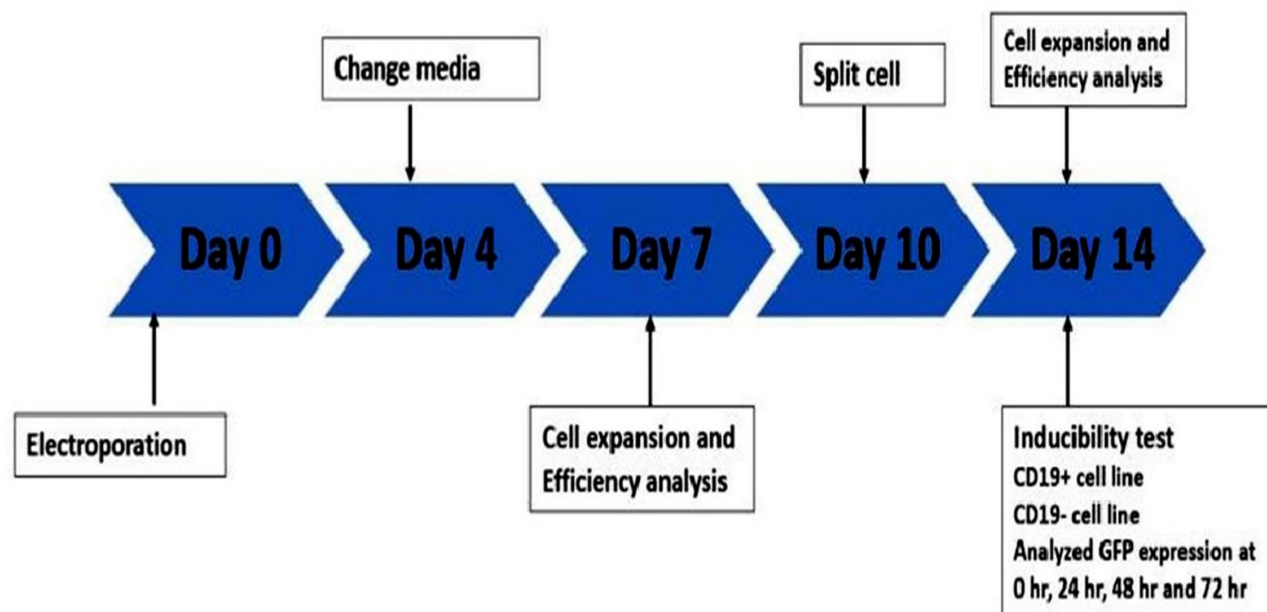 Change media
Split cell
Cell expansion and
Efficiency analysis
Day 0
Day 4
Day 7
Day 10
Day 14
Electroporation
Cell expansion and
Efficiency analysis
Inducibility test
CD19+ cell line
CD19- cell line
Analyzed GFP expression at
0 hr, 24 hr, 48 hr and 72 hr